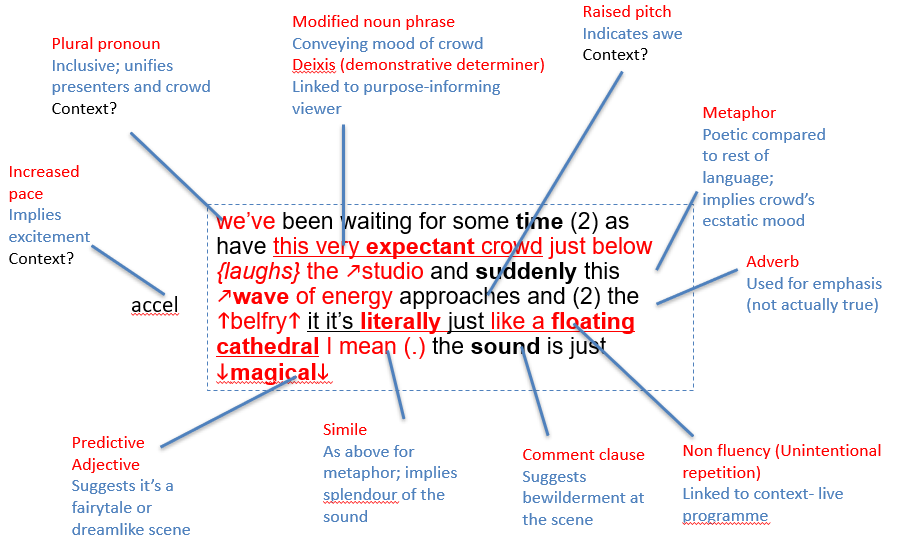 Plural pronoun
Inclusive; unifies
presenters and crowd
Context?
Modified noun phrase
Conveying mood of crowd
Deixis (demonstrative determiner)
Linked to purpose-informing
viewer
Raised pitch
Indicates awe
Context?
Metaphor
Poetic compared
to rest of
language;
implies crowd's
ecstatic mood
Increased
pace
Implies
excitement
Context?
accel
we've been waiting for some time (2) as
have this very expectant crowd just below
{laughs} the ↗studio and suddenly this
↗wave of energy approaches and (2) the
↑belfry↑ it it's literally just like a floating
cathedral I mean (.) the sound is just
↓magical↓
Adverb
Used for emphasis
(not actually true)
Predictive
Adjective
Suggests it's a
fairytale or
dreamlike scene
Simile
As above for
metaphor; implies
splendour of the
sound
Comment clause
Suggests
bewilderment at
the scene
Non fluency (Unintentional
repetition)
Linked to context- live
programme